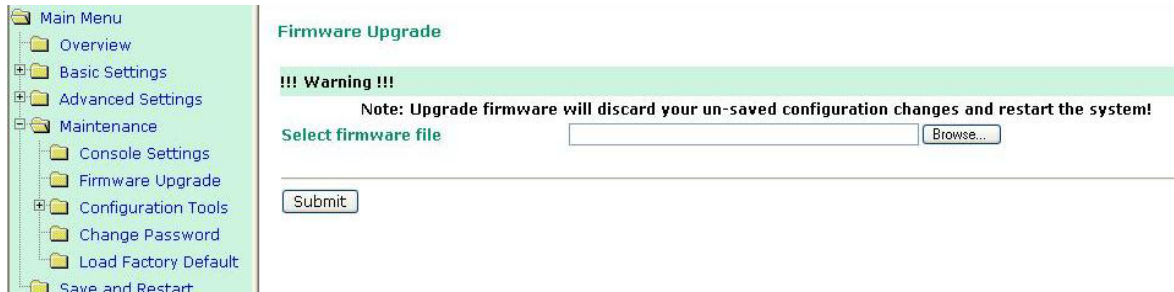 Main Menu
Overview
Basic Settings
Advanced Settings
Maintenance
Console Settings
Firmware Upgrade
Configuration Tools
Change Password
Load Factory Default
Save and Restart
Firmware Upgrade
!!! Warning !!!
Note: Upgrade firmware will discard your un-saved configuration changes and restart the system!
Select firmware file
Browse...
Submit